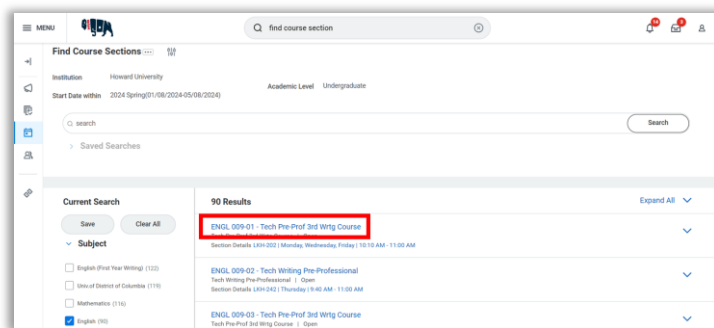 MENU
find course section
14
2
Find Course Sections
Institution Howard University
Academic Level Undergraduate
Start Date within 2024 Spring(01/08/2024-05/08/2024)
search
Search
Saved Searches
Current Search
90 Results
Expand All
Save
Clear All
ENGL 009-01 - Tech Pre-Prof 3rd Wrtg Course
Section Details LKH-202 | Monday, Wednesday, Friday | 10:10 AM - 11:00 AM
Subject
English (First Year Writing) (122)
ENGL 009-02 - Tech Writing Pre-Professional
Tech Writing Pre-Professional | Open
Univ.of District of Columbia (119)
Section Details LKH-242 | Thursday | 9:40 AM - 11:00 AM
Mathematics (116)
English (90)
ENGL 009-03 - Tech Pre-Prof 3rd Wrtg Course
Tech Pre-Prof 3rd Wrtg Course | Open